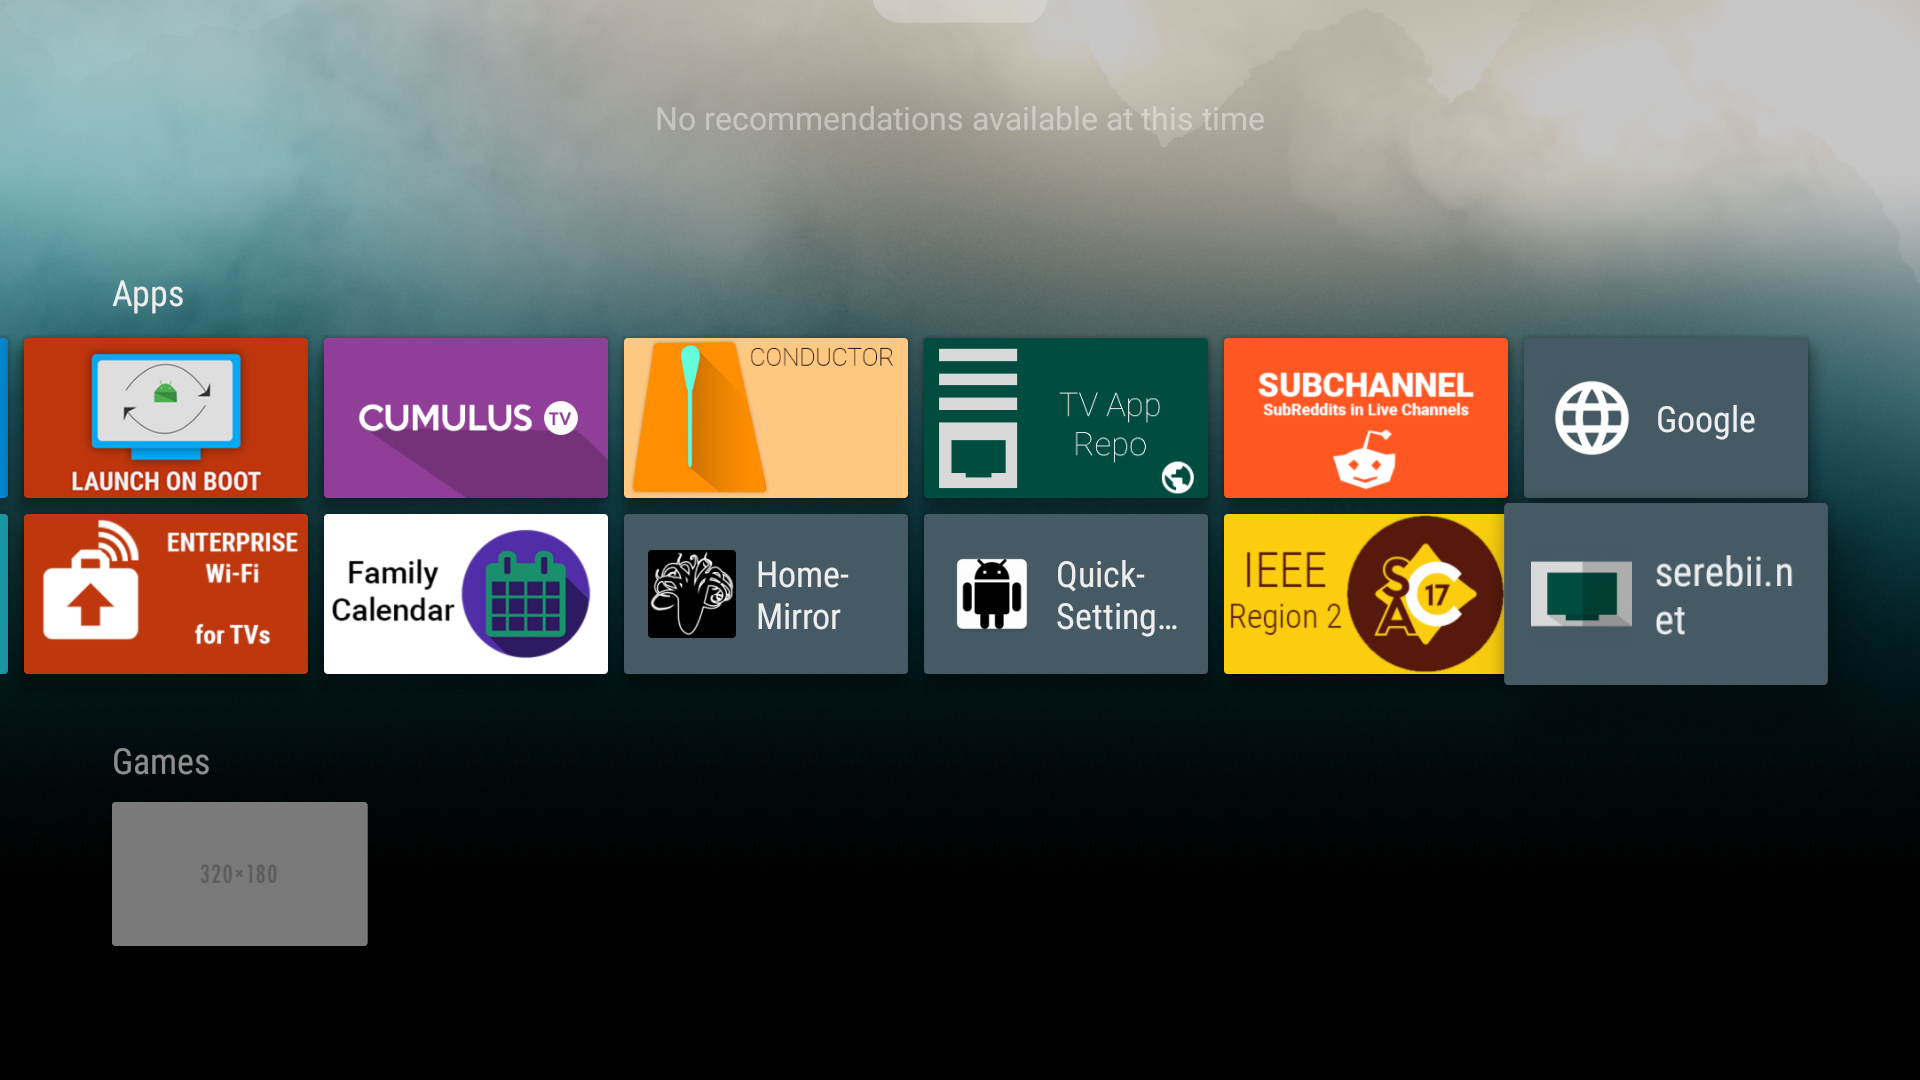 No recommendations available at this time
Apps
LAUNCH ON BOOT
CUMULUS TV
CONDUCTOR
TV App
Repo
SUBCHANNEL
SubReddits in Live Channels
Google
ENTERPRISE
Wi-Fi
for TVs
Family
Calendar
Home-
Mirror
Quick-
Setting...
IEEE
Region 2
SAC 17
serebii.n
et
Games
320×180